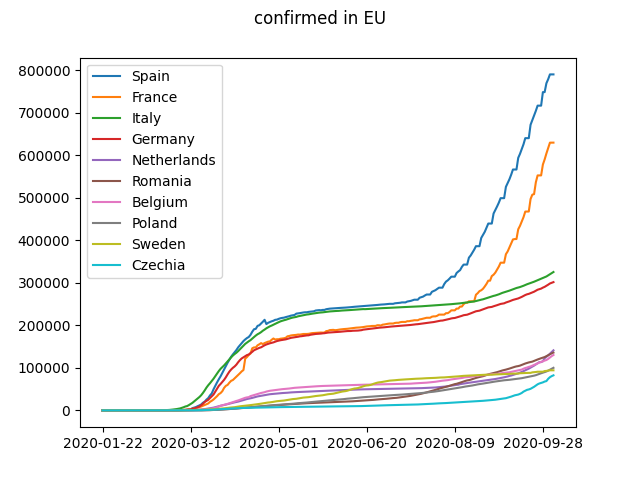 confirmed in EU
800000
700000
600000
500000
400000
300000
200000
100000
0
Spain
France
Italy
Germany
Netherlands
Romania
Belgium
Poland
Sweden
Czechia
2020-01-22 2020-03-12 2020-05-01 2020-06-20 2020-08-09 2020-09-28